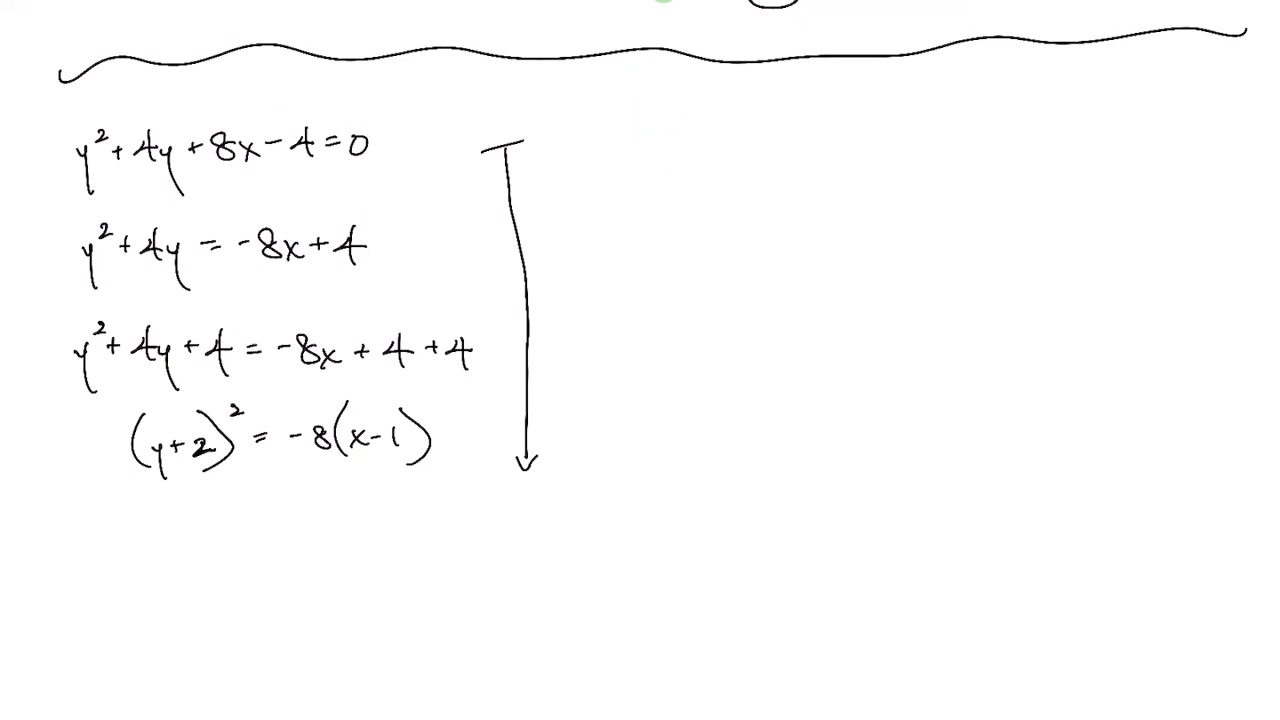 y² + 4y + 8x - 4 = 0
y² + 4y = -8x + 4
y² + 4y + 4 = -8x + 4 + 4
(y + 2)² = -8(x - 1)